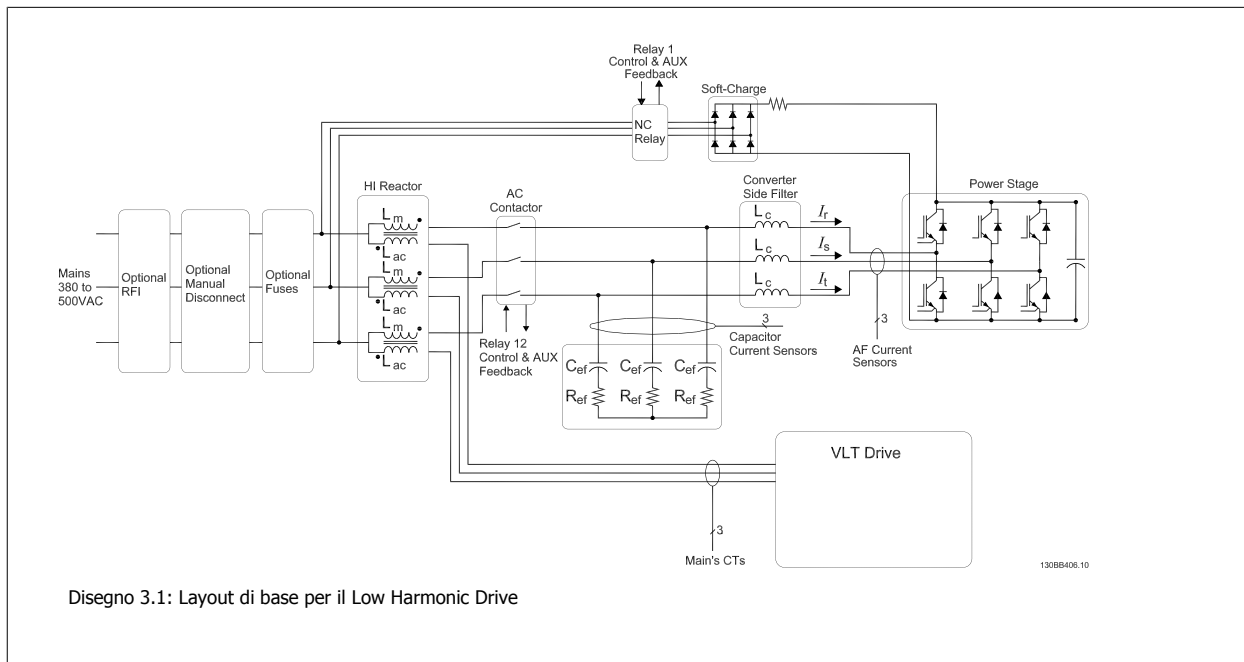 Relay 1
Control & AUX
Feedback
Soft-Charge
NC
Relay
HI Reactor
AC
Contactor
Converter
Side Filter
Power Stage
Mains
380 to
500VAC
Optional
RFI
Optional
Manual
Disconnect
Optional
Fuses
Lm
Lac
Lm
Lac
Lm
Lac
Lc
Ir
Lc
Is
Lc
It
Relay 12
Control & AUX
Feedback
3
Capacitor
Current Sensors
3
AF Current
Sensors
Cef Cef Cef
Ref Ref Ref
VLT Drive
3
Main's CTs
130BB406.10
Disegno 3.1: Layout di base per il Low Harmonic Drive